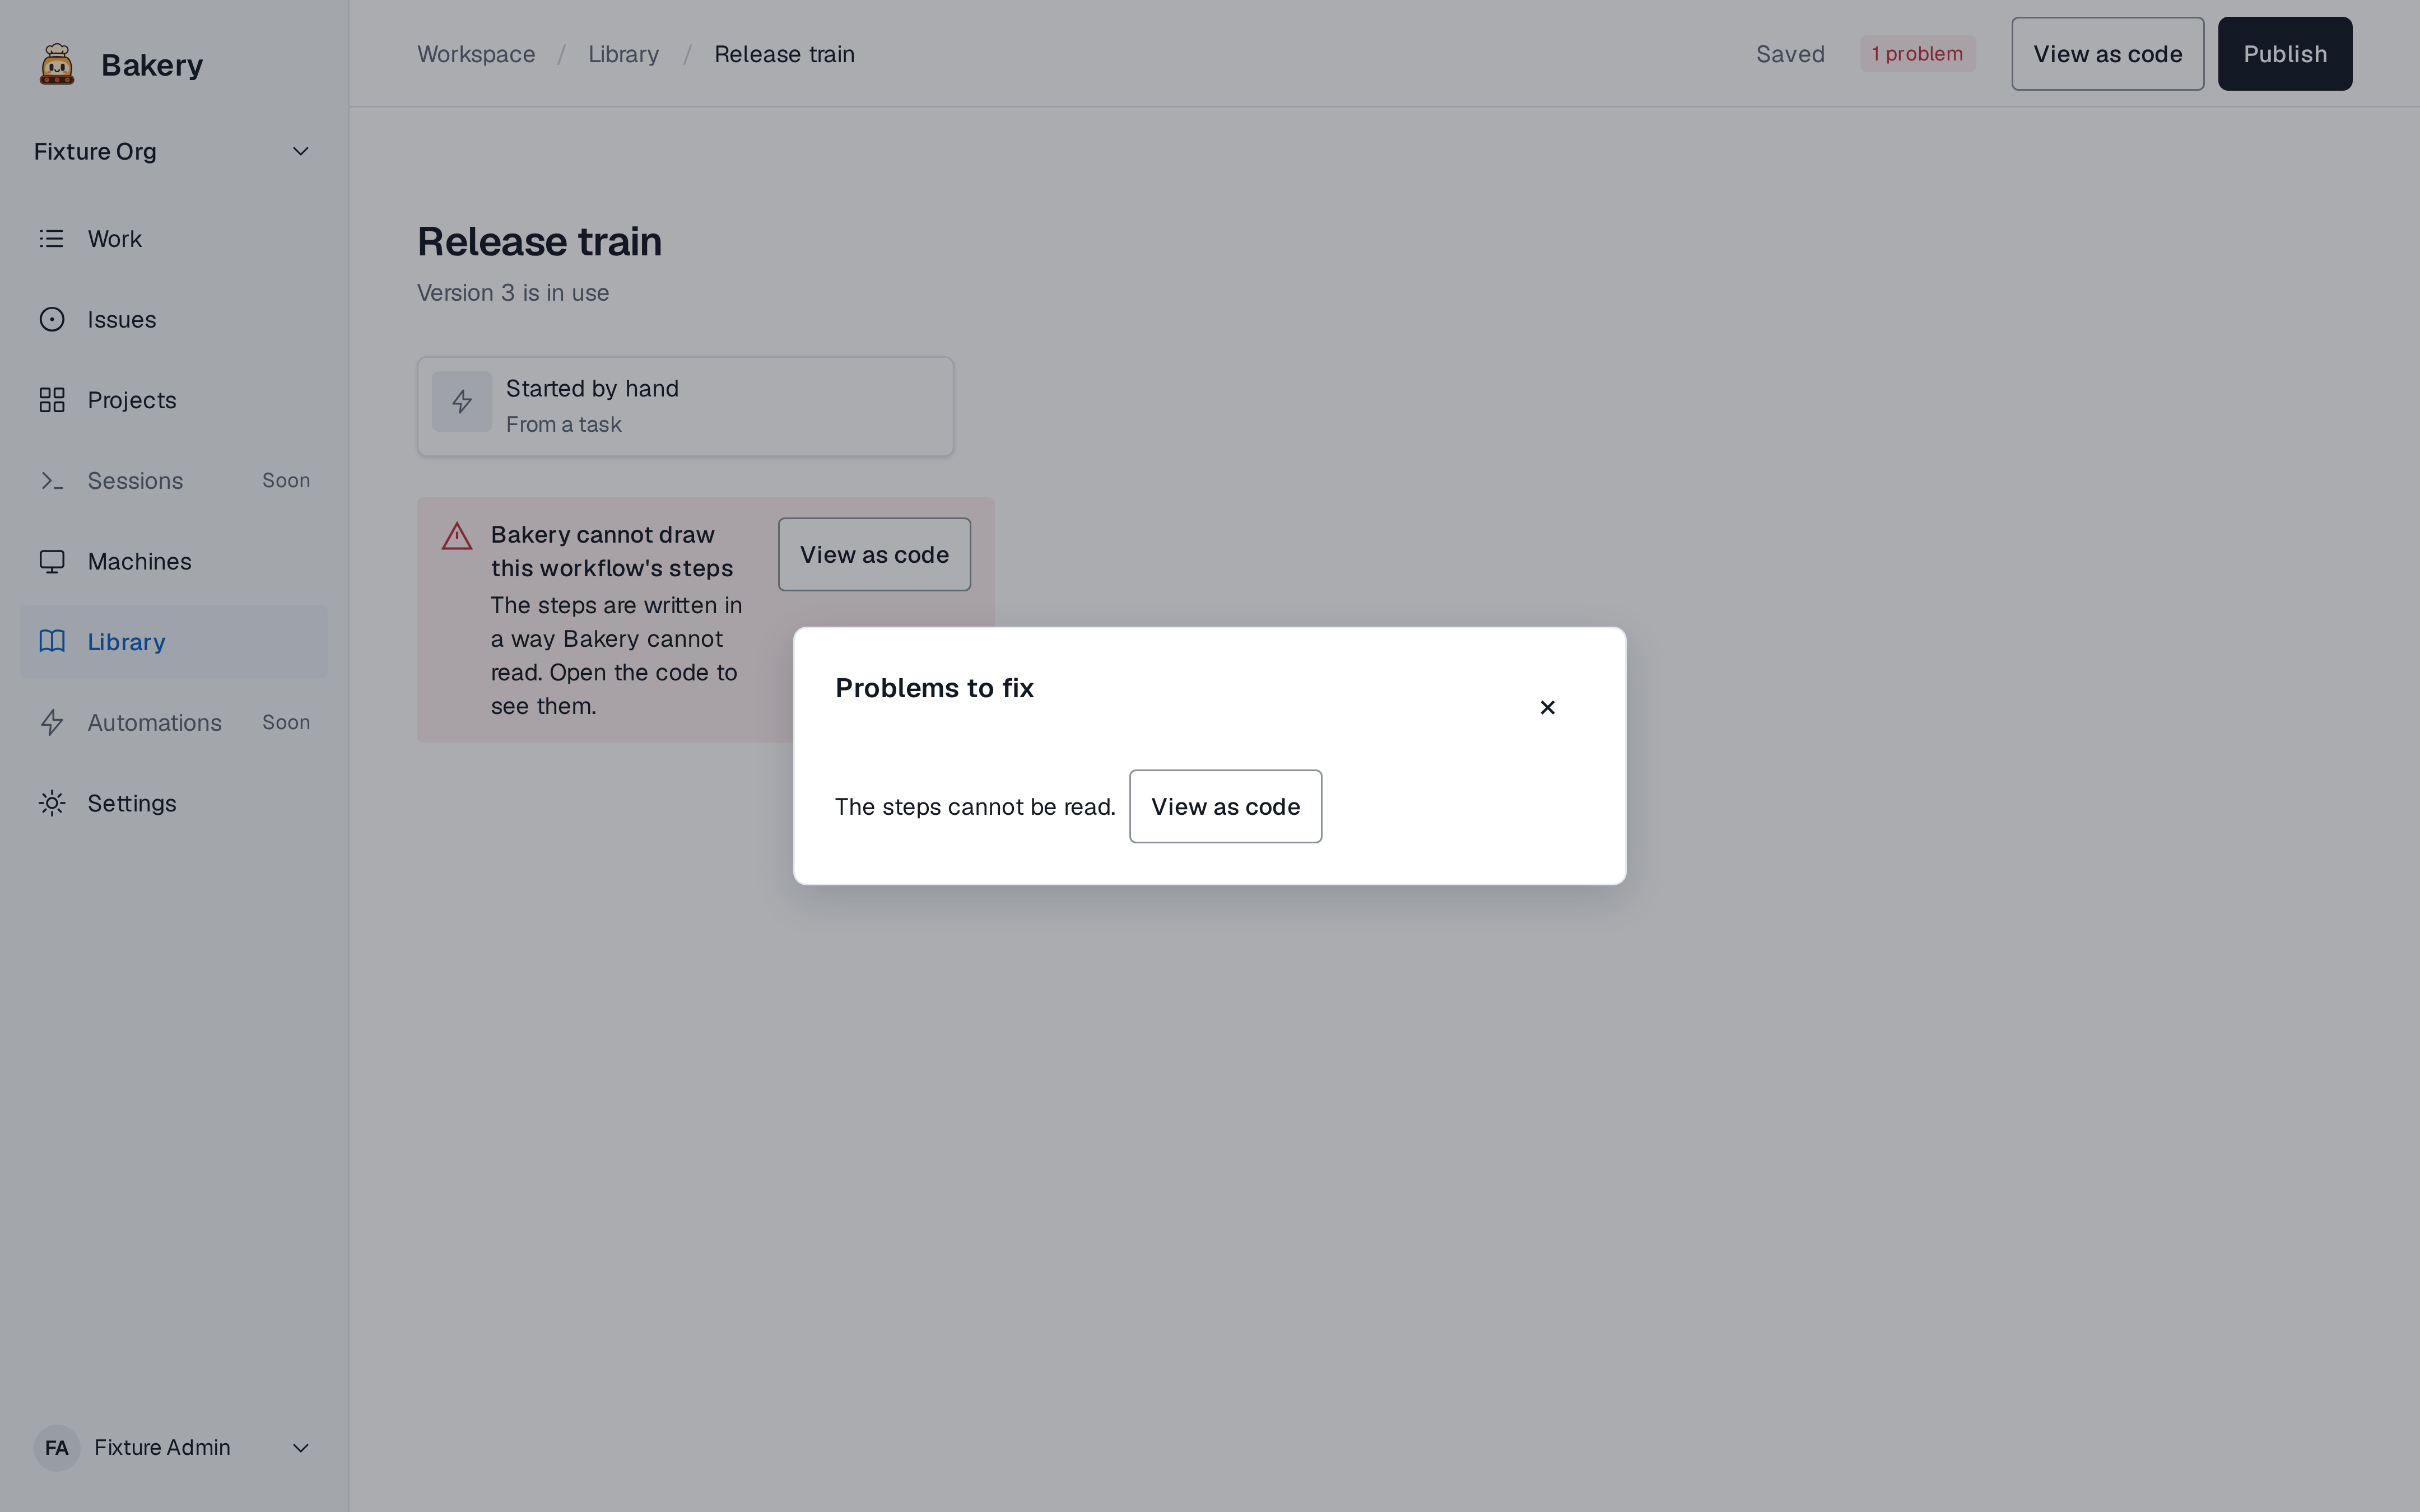 Bakery
Fixture Org
Work
Issues
Projects
Sessions Soon
Machines
Library
Automations Soon
Settings
FA Fixture Admin
Workspace / Library / Release train
Saved
1 problem
View as code
Publish
Release train
Version 3 is in use
Started by hand
From a task
Bakery cannot draw
this workflow's steps
The steps are written in
a way Bakery cannot
read. Open the code to
see them.
View as code
Problems to fix
The steps cannot be read.
View as code